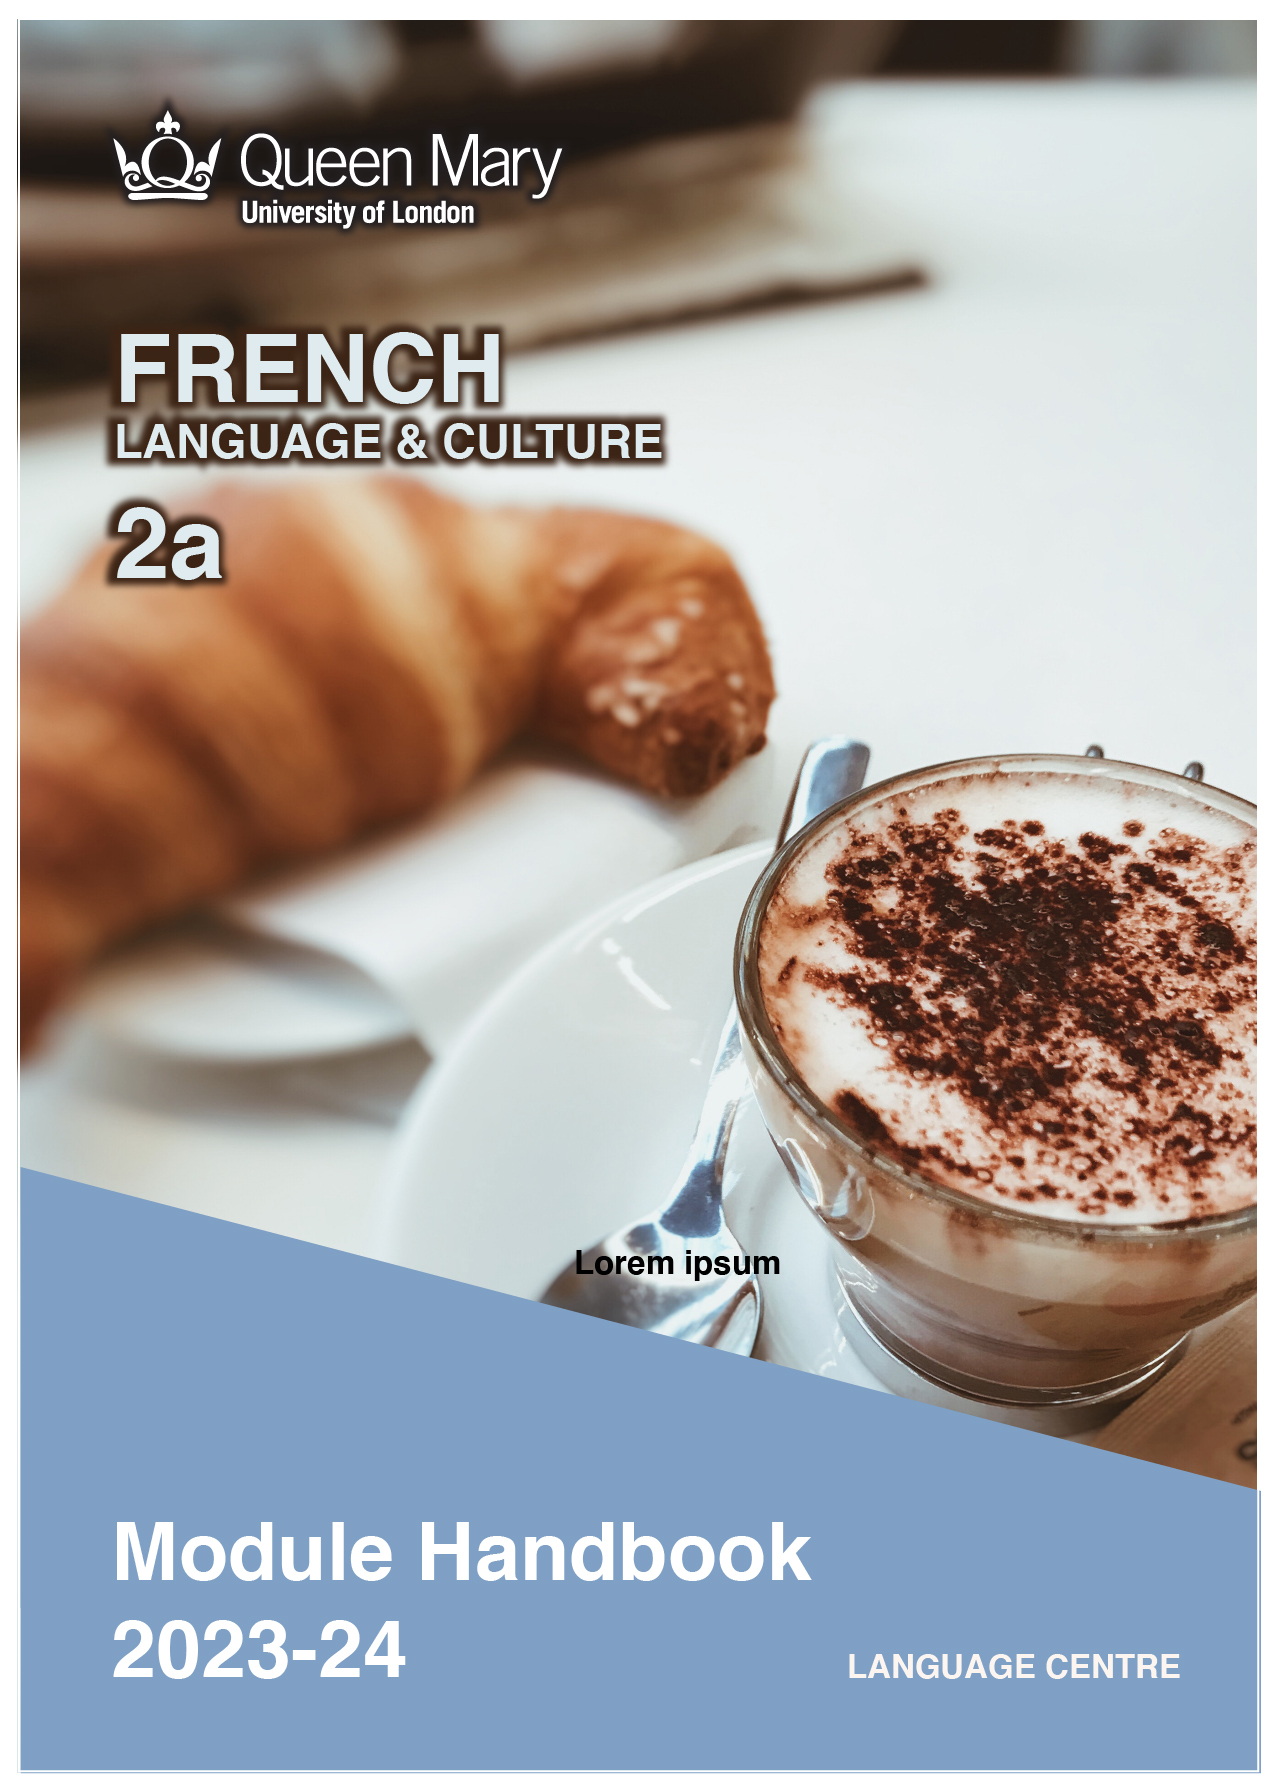 Queen Mary
University of London
FRENCH
LANGUAGE & CULTURE
2a
Lorem ipsum
Module Handbook
2023-24
LANGUAGE CENTRE